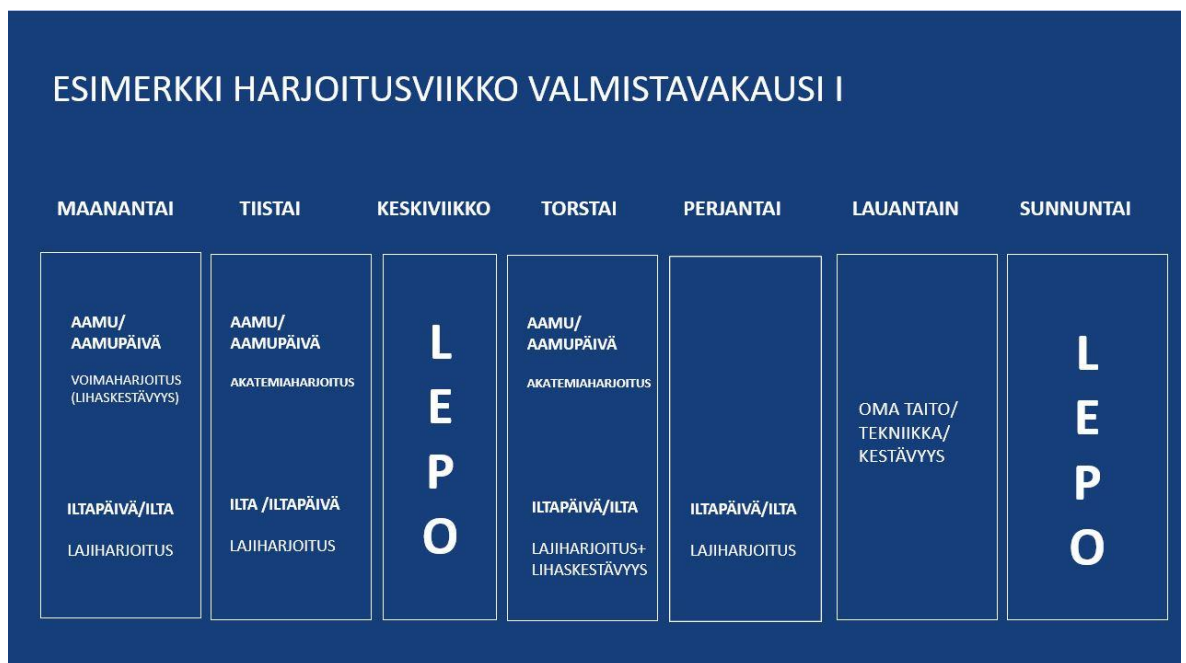 ESIMERKKI HARJOITUSVIIKKO VALMISTAVAKAUSI I
MAANANTAI
AAMU/
AAMUPÄIVÄ
VOIMAHARJOITUS
(LIHASKESTÄVYYS)
ILTAPÄIVÄ/ILTA
LAJIHARJOITUS
TIISTAI
AAMU/
AAMUPÄIVÄ
AKATEMIAHARJOITUS
ILTA /ILTAPÄIVÄ
LAJIHARJOITUS
KESKIVIIKKO
L
E
P
O
TORSTAI
AAMU/
AAMUPÄIVÄ
AKATEMIAHARJOITUS
ILTAPÄIVÄ/ILTA
LAJIHARJOITUS+
LIHASKESTÄVYYS
PERJANTAI
ILTAPÄIVÄ/ILTA
LAJIHARJOITUS
LAUANTAIN
OMA TAITO/
TEKNIIKKA/
KESTÄVYYS
SUNNUNTAI
L
E
P
O